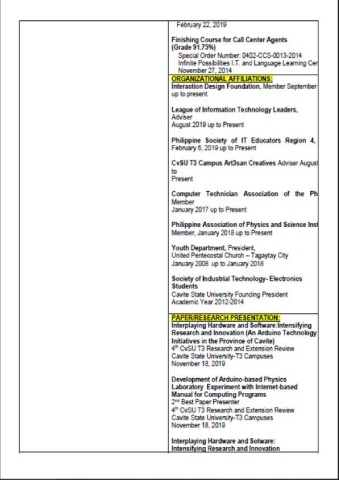 February 22, 2019
Finishing Course for Call Center Agents
(Grade 91.75%)
Special Order Number: 0402-CCS-0013-2014
Infinite Possibilities I.T. and Language Learning Cer
November 27, 2014
ORGANIZATIONAL AFFILIATIONS:
Interaction Design Foundation, Member September
up to present
League of Information Technology Leaders,
Adviser
August 2019 up to Present
Philippine Society of IT Educators Region 4,
February 6, 2019 up to Present
CvSU T3 Campus Art3san Creatives Adviser August
to
Present
Computer Technician Association of the Ph
Member
January 2017 up to Present
Philippine Association of Physics and Science Inst
Member, January 2018 up to Present
Youth Department, President,
United Pentecostal Church – Tagaytay City
January 2008 up to January 2018
Society of Industrial Technology- Electronics
Students
Cavite State University Founding President
Academic Year 2012-2014
PAPER/RESEARCH PRESENTATION:
Interplaying Hardware and Software:Intensifying
Research and Innovation (An Arduino Technology
Initiatives in the Province of Cavite)
4th CvSU T3 Research and Extension Review
Cavite State University-T3 Campuses
November 18, 2019
Development of Arduino-based Physics
Laboratory Experiment with Internet-based
Manual for Computing Programs
2nd Best Paper Presenter
4th CvSU T3 Research and Extension Review
Cavite State University-T3 Campuses
November 18, 2019
Interplaying Hardware and Sotware:
Intensifying Research and Innovation